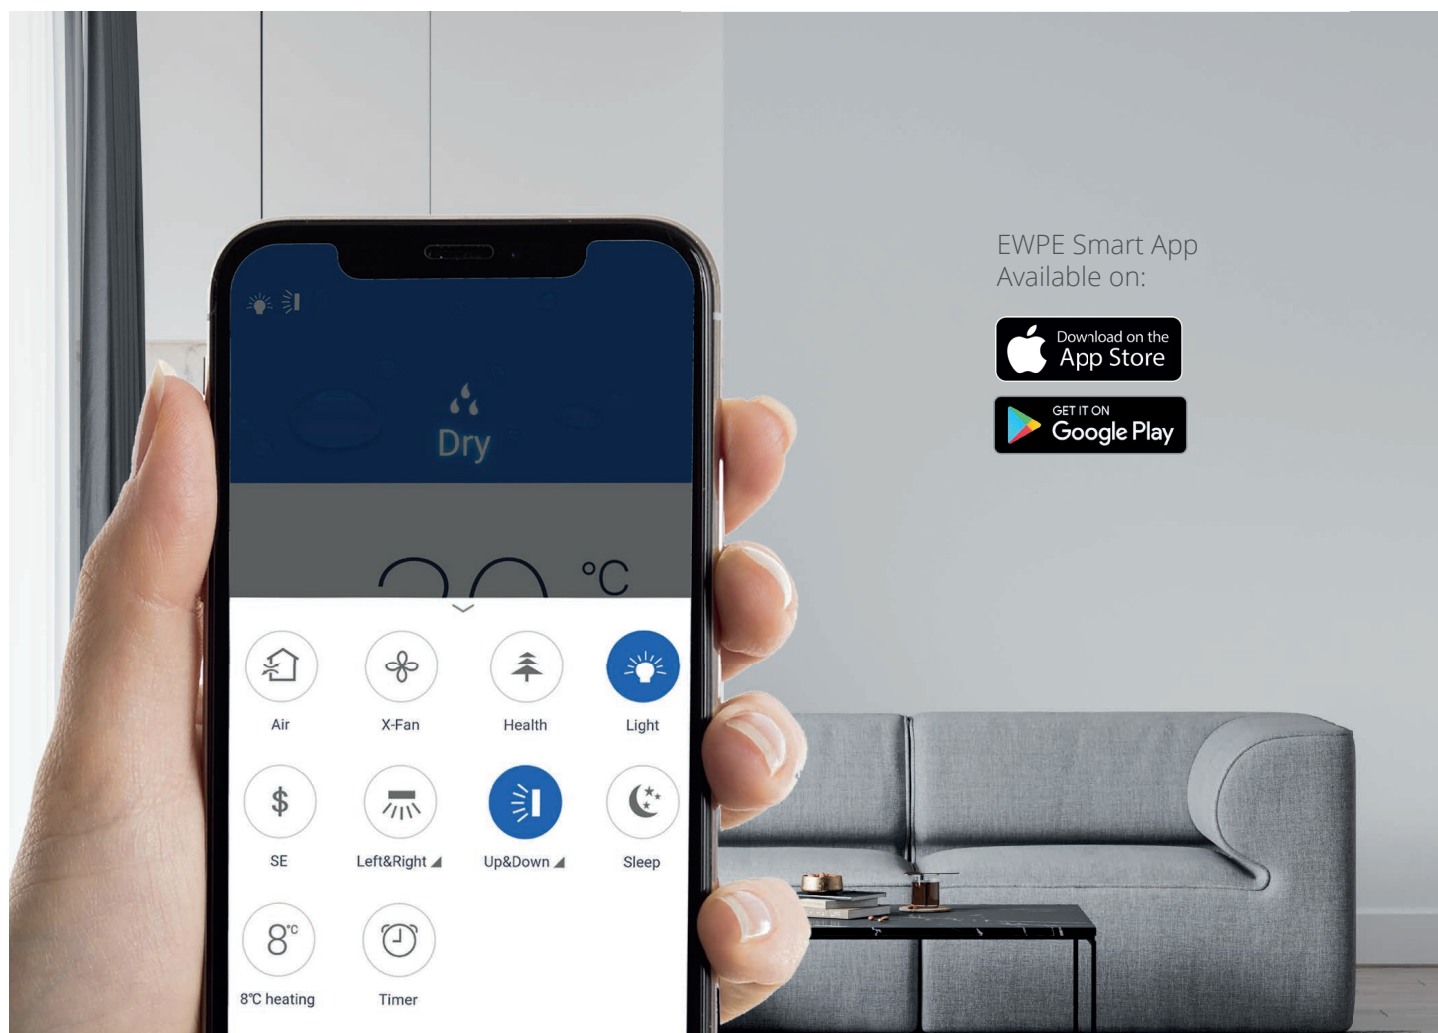 EWPE Smart App
Available on:
Download on the
App Store
GET IT ON
Google Play
Dry
°C
Air
X-Fan
Health
Light
$
SE
Left&Right
Up&Down
Sleep
8°C
8°C heating
Timer